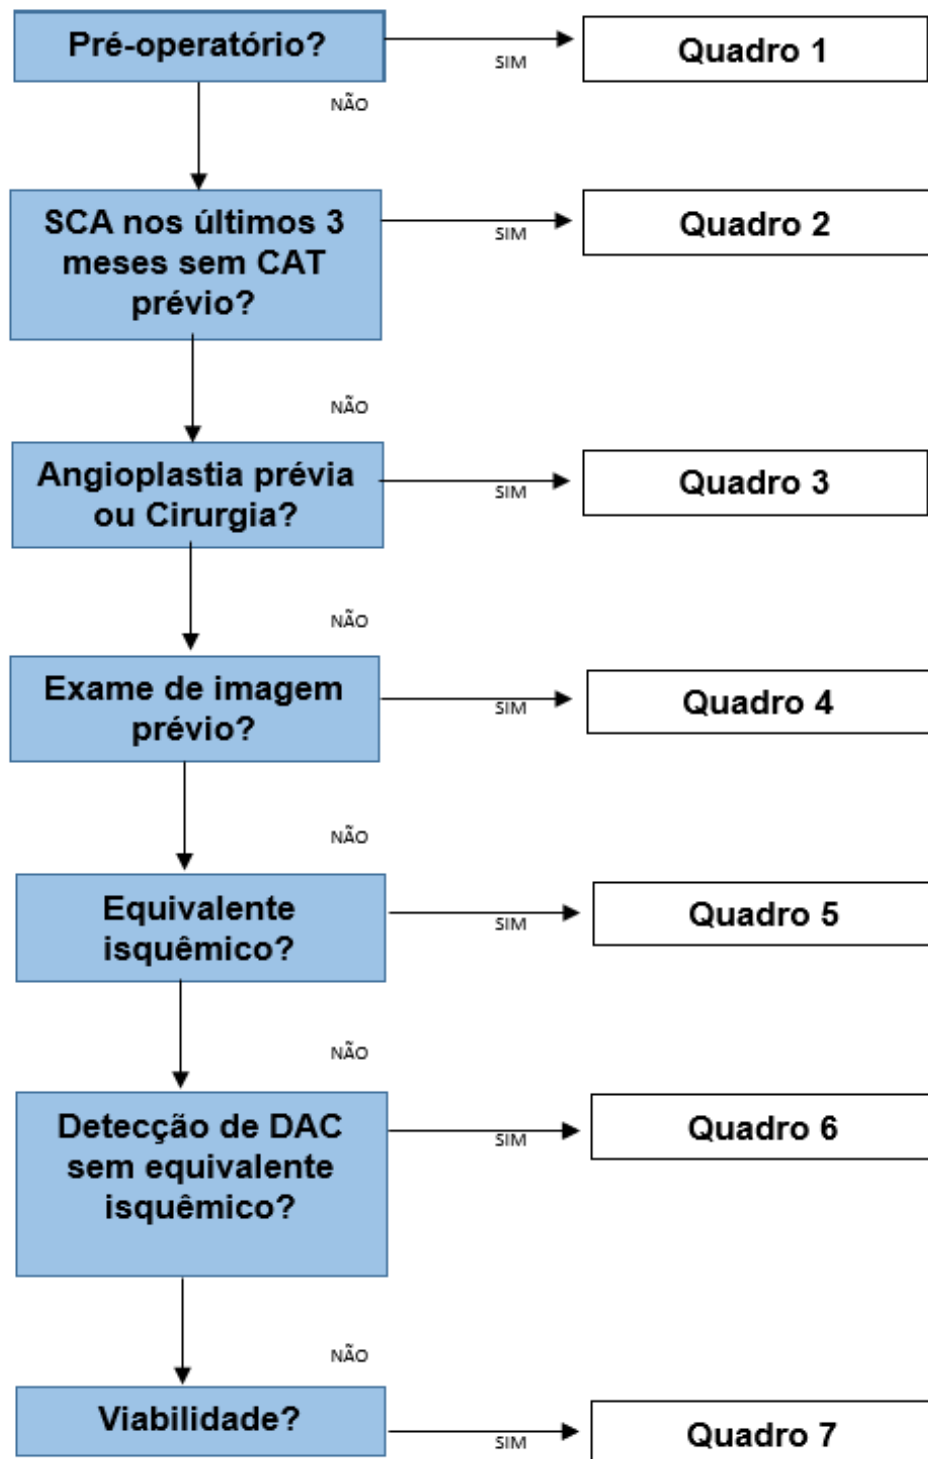 Pré-operatório?
SIM
Quadro 1
NÃO
SCA nos últimos 3
meses sem CAT
prévio?
SIM
Quadro 2
NÃO
Angioplastia prévia
ou Cirurgia?
SIM
Quadro 3
NÃO
Exame de imagem
prévio?
SIM
Quadro 4
NÃO
Equivalente
isquêmico?
SIM
Quadro 5
NÃO
Detecção de DAC
sem equivalente
isquêmico?
SIM
Quadro 6
NÃO
Viabilidade?
SIM
Quadro 7